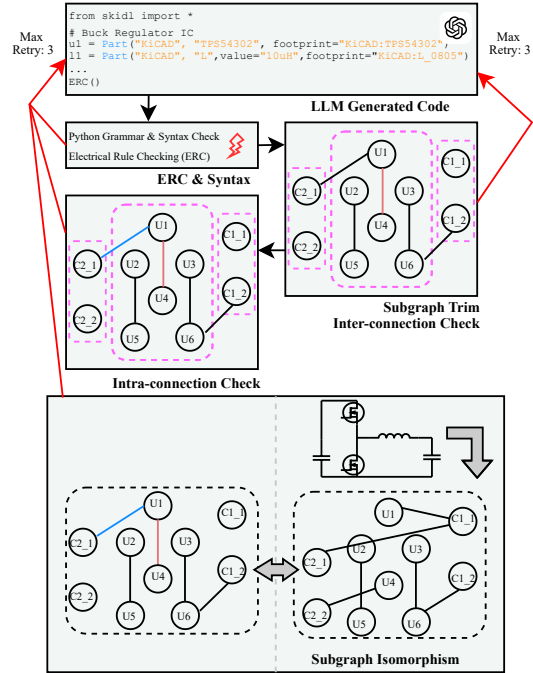 from skidl import *
# Buck Regulator IC
u1 = Part("KiCAD", "TPS54302", footprint="KiCAD:TPS54302")
l1 = Part("KiCAD", "L",value="10uH",footprint="KiCAD:L_0805")
...
ERC()
Max
Retry: 3
Max
Retry: 3
LLM Generated Code
Python Grammar & Syntax Check
Electrical Rule Checking (ERC)
ERC & Syntax
U1
C1_1
C2_1
U2
U3
U4
C1_2
C2_2
U5
U6
Subgraph Trim
Inter-connection Check
U1
C1_1
C2_1
U2
U3
U4
C1_2
C2_2
U5
U6
Intra-connection Check
U1
C1_1
C2_1
U2
U3
U4
C1_2
C2_2
U5
U6
U1
C1_1
C2_1
U2
U3
U4
C1_2
C2_2
U5
U6
Subgraph Isomorphism